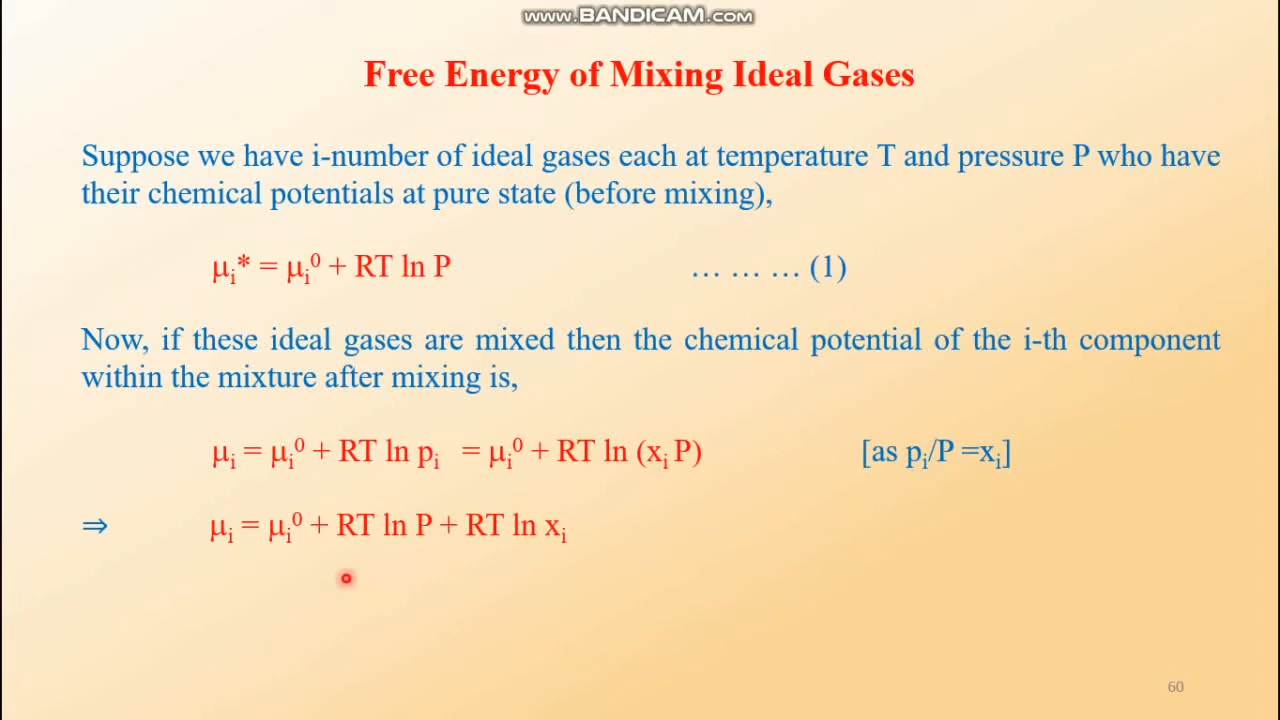 www.BANDICAM.com
Free Energy of Mixing Ideal Gases
Suppose we have i-number of ideal gases each at temperature T and pressure P who have
their chemical potentials at pure state (before mixing),
μᵢ* = μᵢ⁰ + RT ln P … … … (1)
Now, if these ideal gases are mixed then the chemical potential of the i-th component
within the mixture after mixing is,
μᵢ = μᵢ⁰ + RT ln pᵢ = μᵢ⁰ + RT ln (xᵢ P) [as pᵢ/P =xᵢ]
⇒ μᵢ = μᵢ⁰ + RT ln P + RT ln xᵢ
60